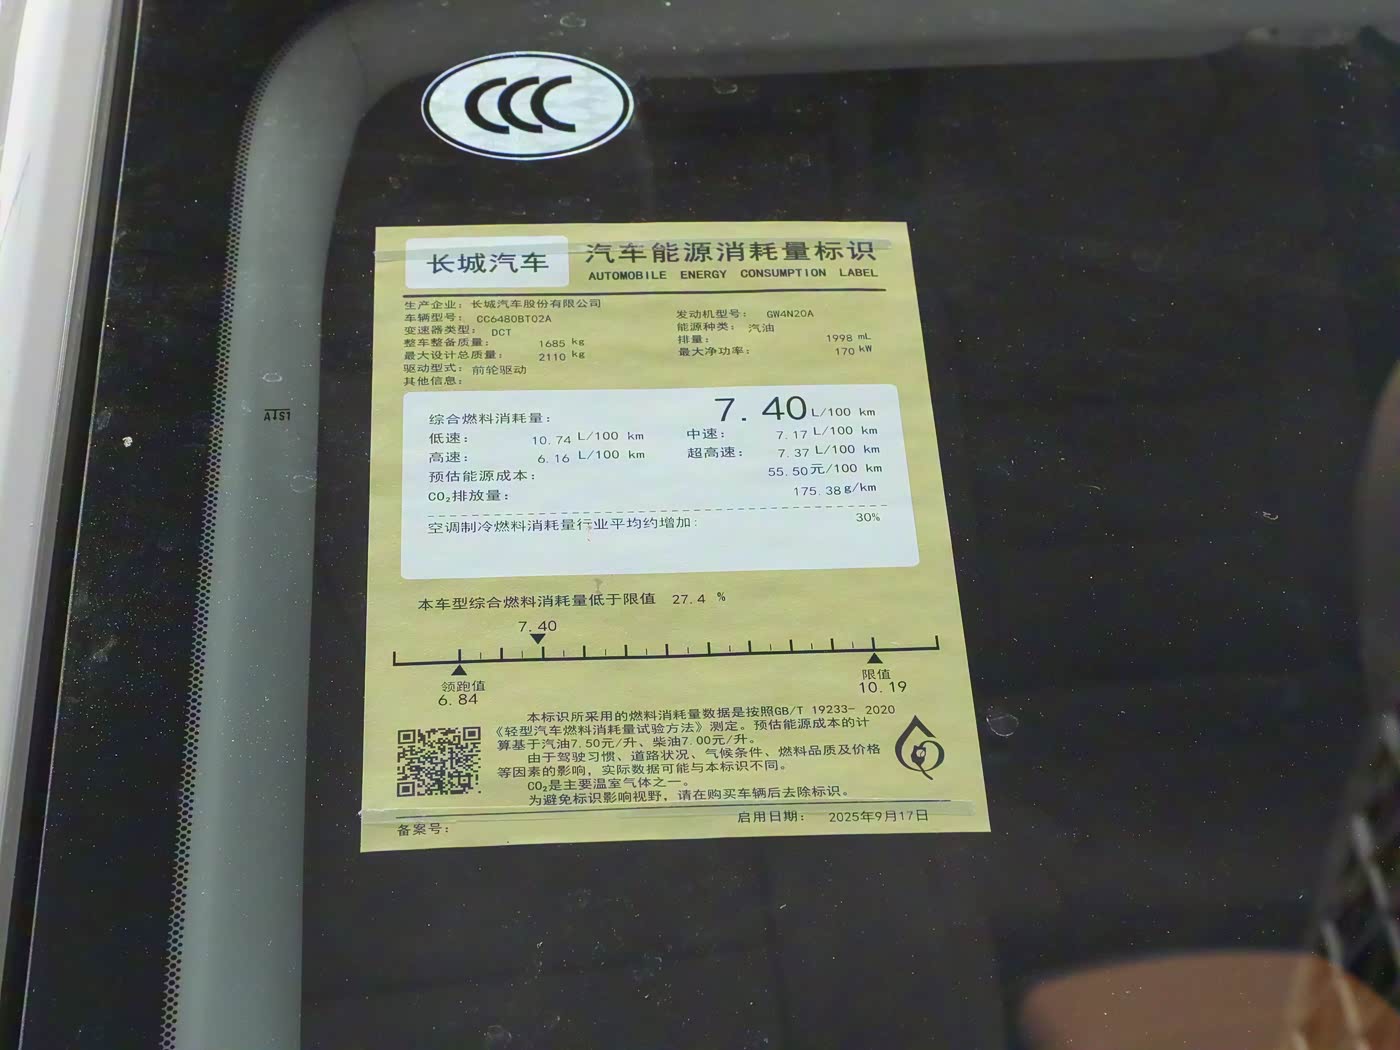 CCC
长城汽车 汽车能源消耗量标识
AUTOMOBILE ENERGY CONSUMPTION LABEL
生产企业：长城汽车股份有限公司
车辆型号： CC6480BT02A 发动机型号： GW4N20A
变速器类型： DCT 能源种类： 汽油
整车整备质量： 1685 kg 排量： 1998 mL
最大设计总质量： 2110 kg 最大净功率： 170 kW
驱动型式：前轮驱动
其他信息：
综合燃料消耗量： 7.40 L/100 km
低速： 10.74 L/100 km 中速： 7.17 L/100 km
高速： 6.16 L/100 km 超高速： 7.37 L/100 km
预估能源成本： 55.50元/100 km
CO₂排放量： 175.38g/km
空调制冷燃料消耗量行业平均约增加： 30%
本车型综合燃料消耗量低于限值 27.4 %
7.40
领跑值 限值
6.84 10.19
本标识所采用的燃料消耗量数据是按照GB/T 19233- 2020
《轻型汽车燃料消耗量试验方法》测定。预估能源成本的计
算基于汽油7.50元/升、柴油7.00元/升。
由于驾驶习惯、道路状况、气候条件、燃料品质及价格
等因素的影响，实际数据可能与本标识不同。
CO₂是主要温室气体之一。
为避免标识影响视野，请在购买车辆后去除标识。
备案号： 启用日期： 2025年9月17日